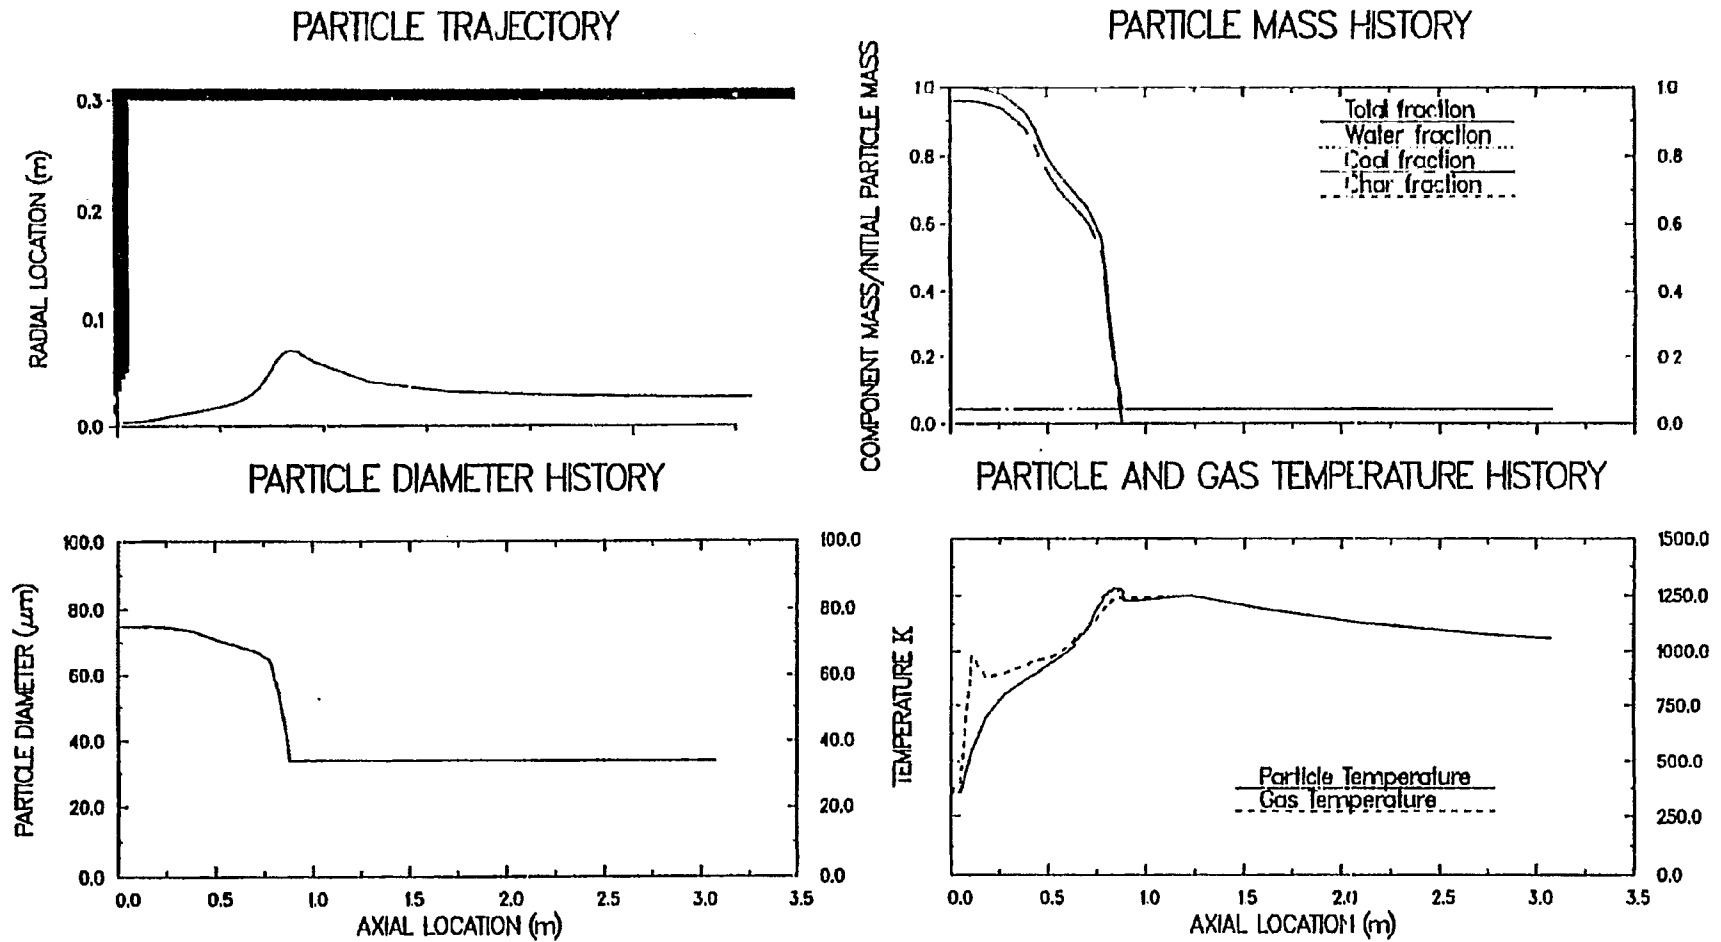 PARTICLE TRAJECTORY
RADIAL LOCATION (m)
0.3
0.2
0.1
0.0
PARTICLE MASS HISTORY
COMPONENT MASS/INITIAL PARTICLE MASS
1.0
0.8
0.6
0.4
0.2
0.0
Total fraction
Water fraction
Coal fraction
Char fraction
1.0
0.8
0.6
0.4
0.2
0.0
PARTICLE DIAMETER HISTORY
PARTICLE DIAMETER (μm)
100.0
80.0
60.0
40.0
20.0
0.0
100.0
80.0
60.0
40.0
20.0
0.0
0.0 0.5 1.0 1.5 2.0 2.5 3.0 3.5
AXIAL LOCATION (m)
PARTICLE AND GAS TEMPERATURE HISTORY
TEMPERATURE K
Particle Temperature
Gas Temperature
1500.0
1250.0
1000.0
750.0
500.0
250.0
0.0
0.0 0.5 1.0 1.5 2.0 2.5 3.0 3.5
AXIAL LOCATION (m)